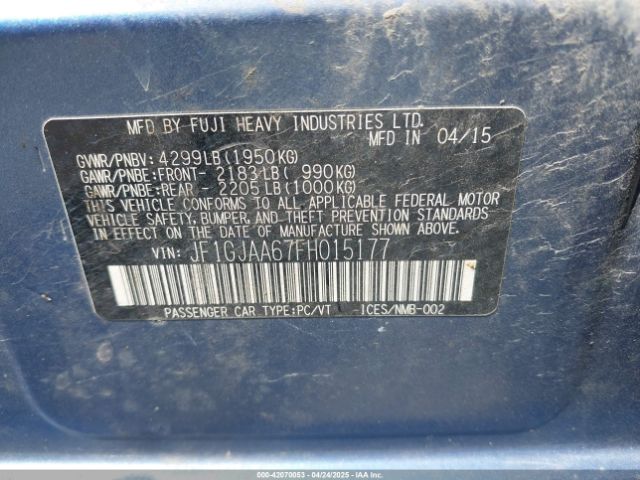 MFD BY FUJI HEAVY INDUSTRIES LTD.
MFD IN 04/15
GVWR/PNBV: 4299LB(1950KG)
GAWR/PNBE:FRONT- 2183LB( 990KG)
GAWR/PNBE:REAR - 2205LB(1000KG)
THIS VEHICLE CONFORMS TO ALL APPLICABLE FEDERAL MOTOR
VEHICLE SAFETY, BUMPER, AND THEFT PREVENTION STANDARDS
IN EFFECT ON THE DATE OF MANUFACTURE SHOWN ABOVE.
VIN: JF1GJAA67FH015177
PASSENGER CAR TYPE:PC/VT ICES/NMB-002
000-42070053 - 04/24/2025 - IAAI.COM